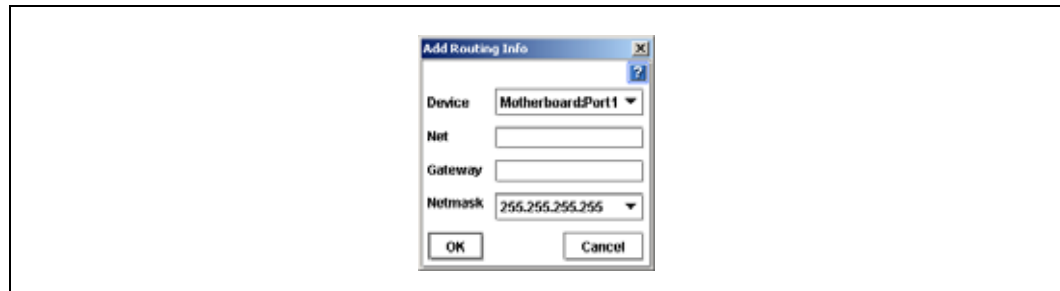 Add Routing Info
?
Device Motherboard:Port1
Net
Gateway
Netmask 255.255.255.255
OK Cancel